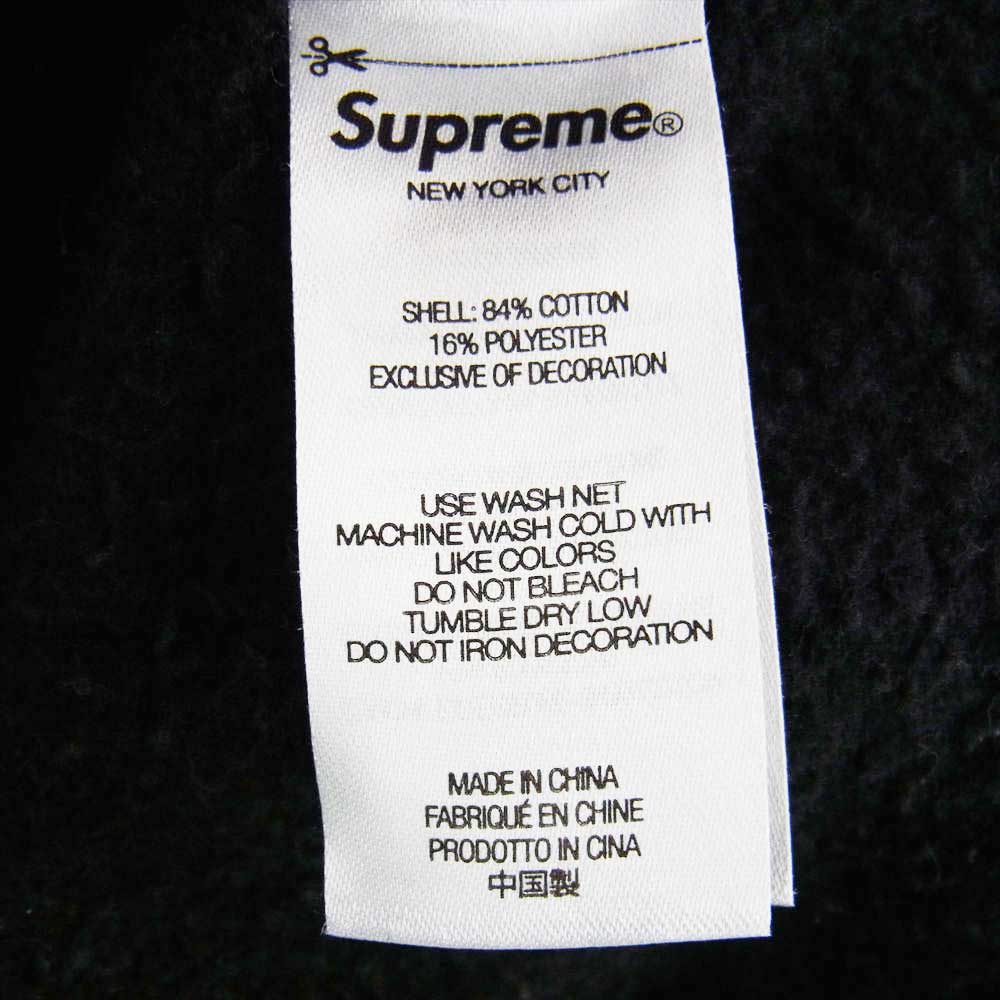 Supreme®
NEW YORK CITY
SHELL: 84% COTTON
16% POLYESTER
EXCLUSIVE OF DECORATION
USE WASH NET
MACHINE WASH COLD WITH
LIKE COLORS
DO NOT BLEACH
TUMBLE DRY LOW
DO NOT IRON DECORATION
MADE IN CHINA
FABRIQUÉ EN CHINE
PRODOTTO IN CINA
中国製